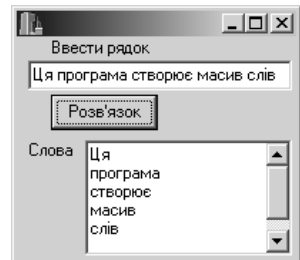 Ввести рядок
Ця програма створює масив слів
Розв'язок
Слова
Ця
програма
створює
масив
слів